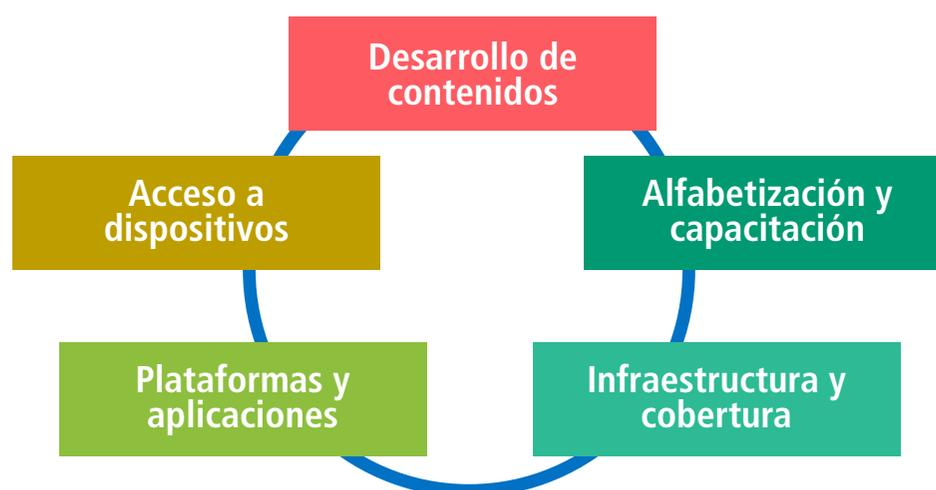 Desarrollo de
contenidos
Acceso a
dispositivos
Alfabetización y
capacitación
Plataformas y
aplicaciones
Infraestructura y
cobertura